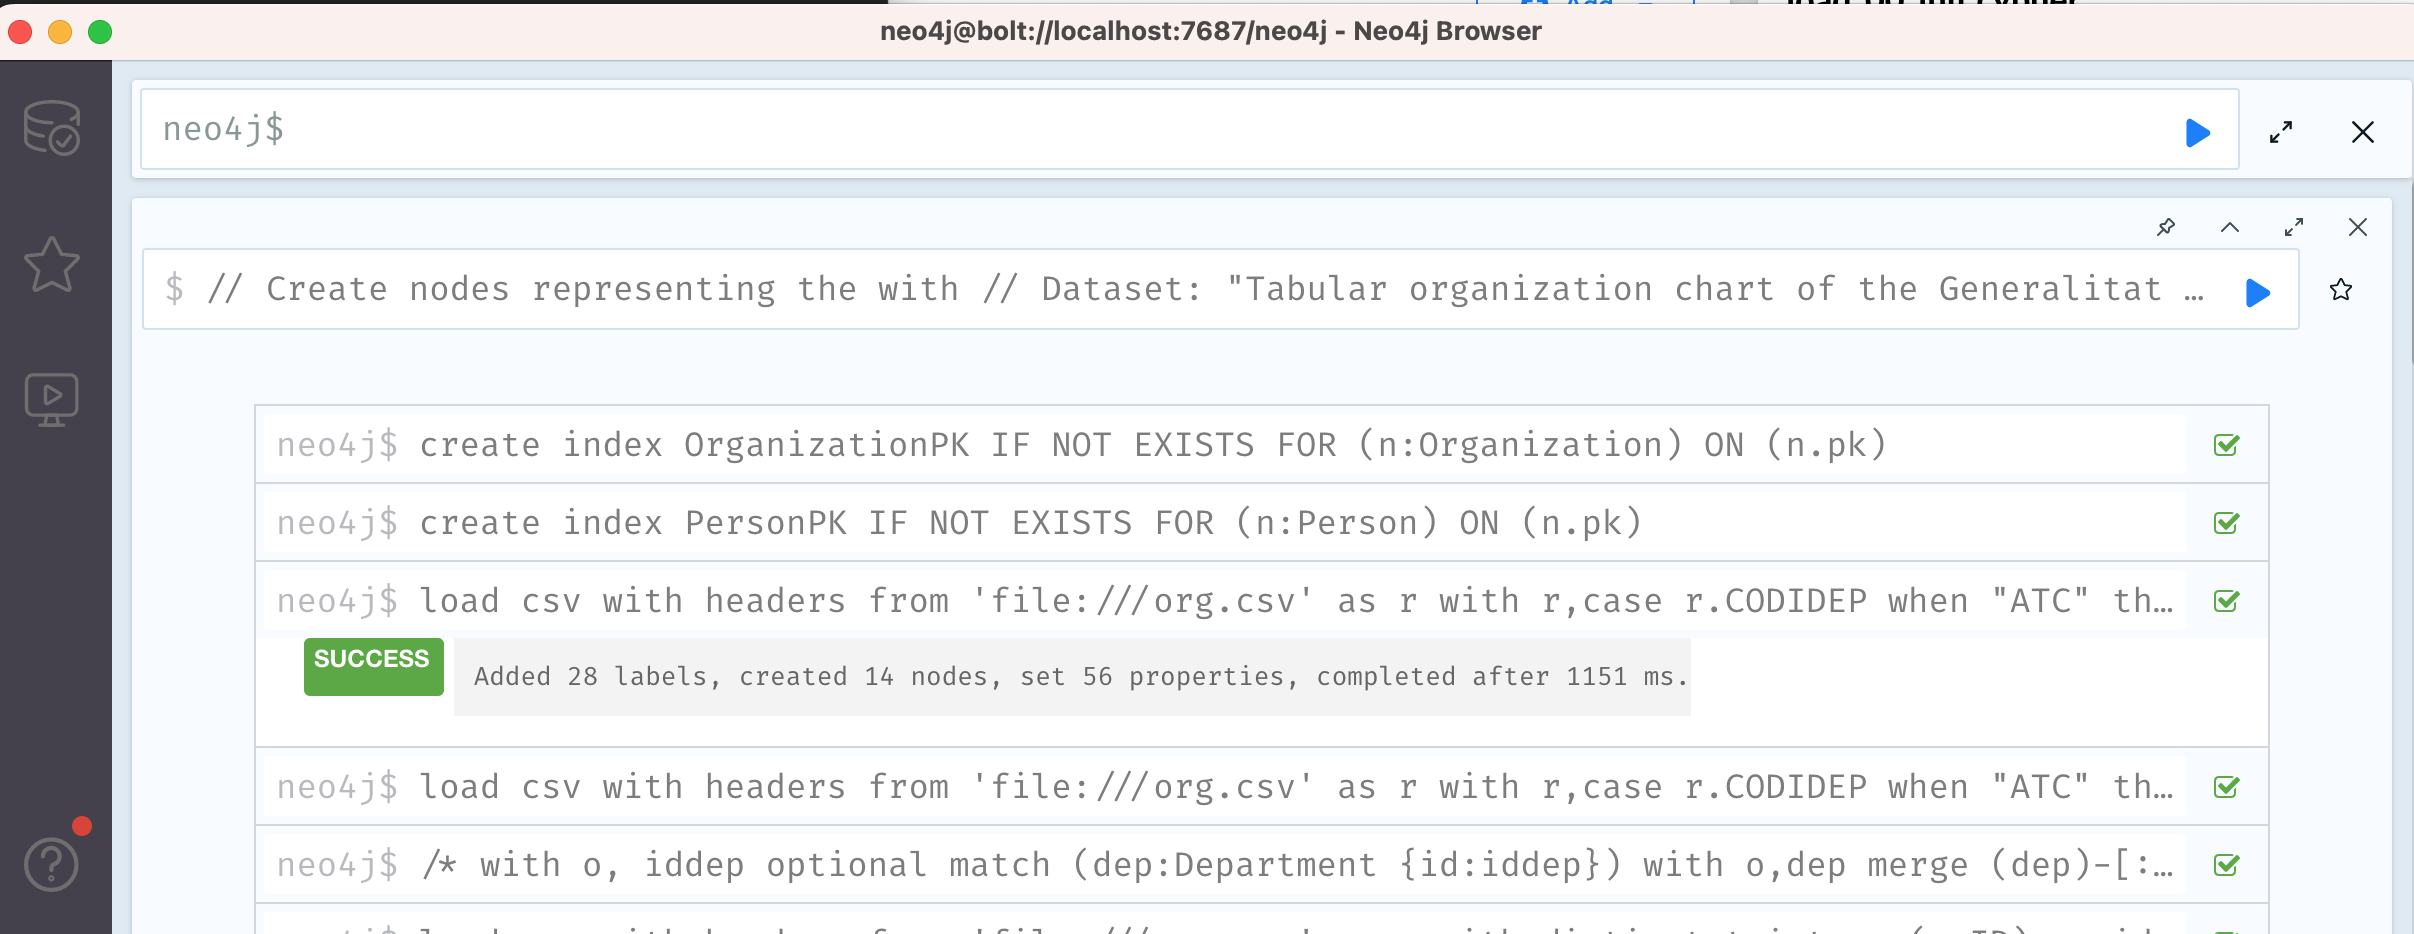 neo4j@bolt://localhost:7687/neo4j - Neo4j Browser
neo4j$
$ // Create nodes representing the with // Dataset: "Tabular organization chart of the Generalitat …
neo4j$ create index OrganizationPK IF NOT EXISTS FOR (n:Organization) ON (n.pk)
neo4j$ create index PersonPK IF NOT EXISTS FOR (n:Person) ON (n.pk)
neo4j$ load csv with headers from 'file:///org.csv' as r with r,case r.CODIDEP when "ATC" th…
SUCCESS
Added 28 labels, created 14 nodes, set 56 properties, completed after 1151 ms.
neo4j$ load csv with headers from 'file:///org.csv' as r with r,case r.CODIDEP when "ATC" th…
neo4j$ /* with o, iddep optional match (dep:Department {id:iddep}) with o,dep merge (dep)-[:…